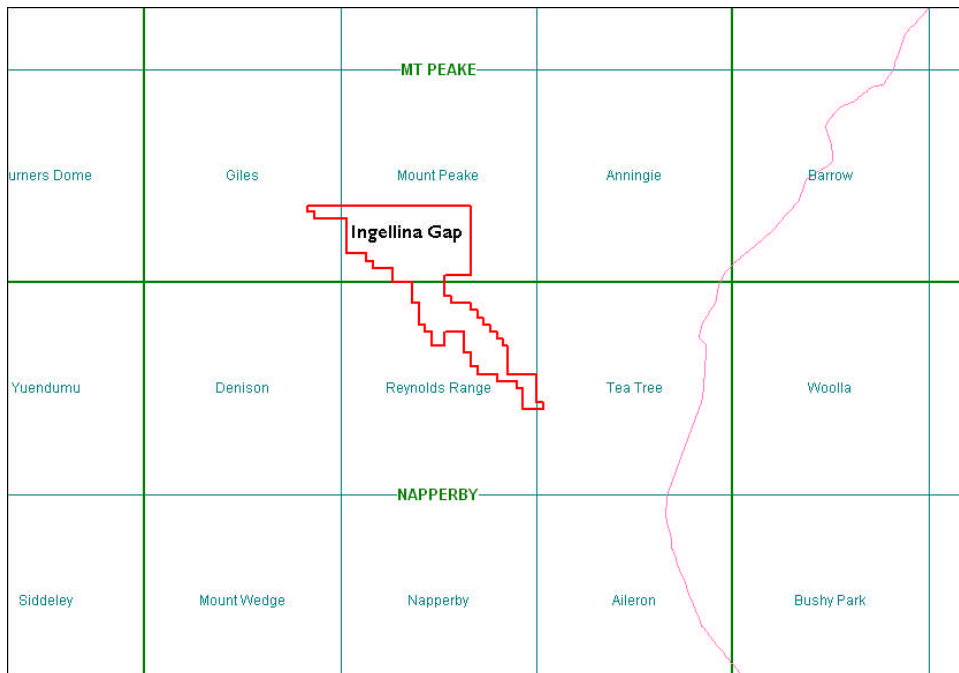 MT PEAKE
urners Dome
Giles
Mount Peake
Anningie
Barrow
Ingellina Gap
Yuendumu
Denison
Reynolds Range
Tea Tree
Woolla
NAPPERBY
Siddeley
Mount Wedge
Napperby
Aileron
Bushy Park